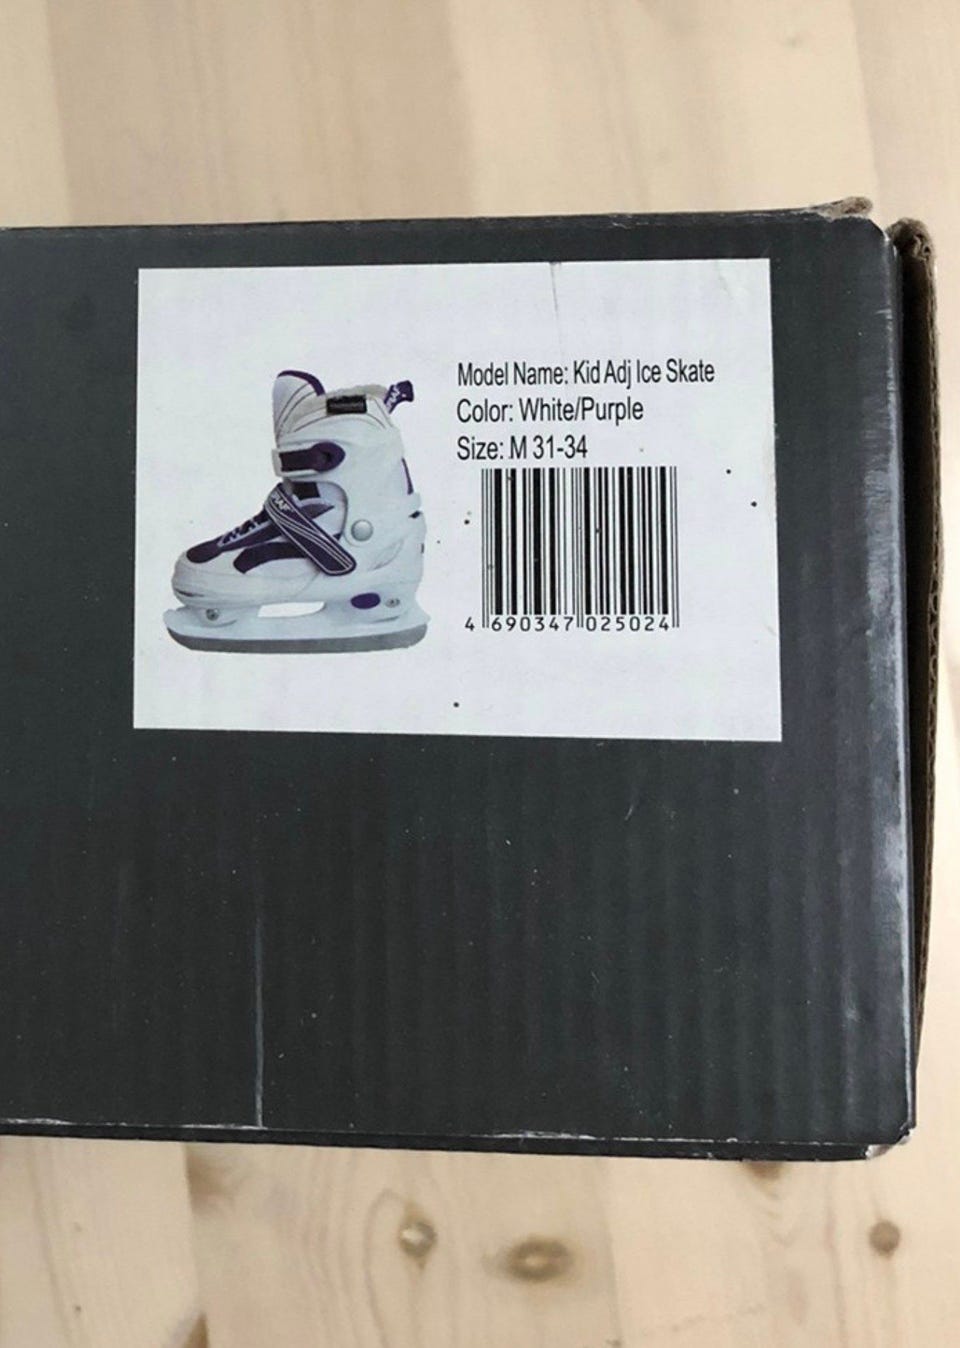 Model Name: Kid Adj Ice Skate
Color: White/Purple
Size: M 31-34
4 690347 025024